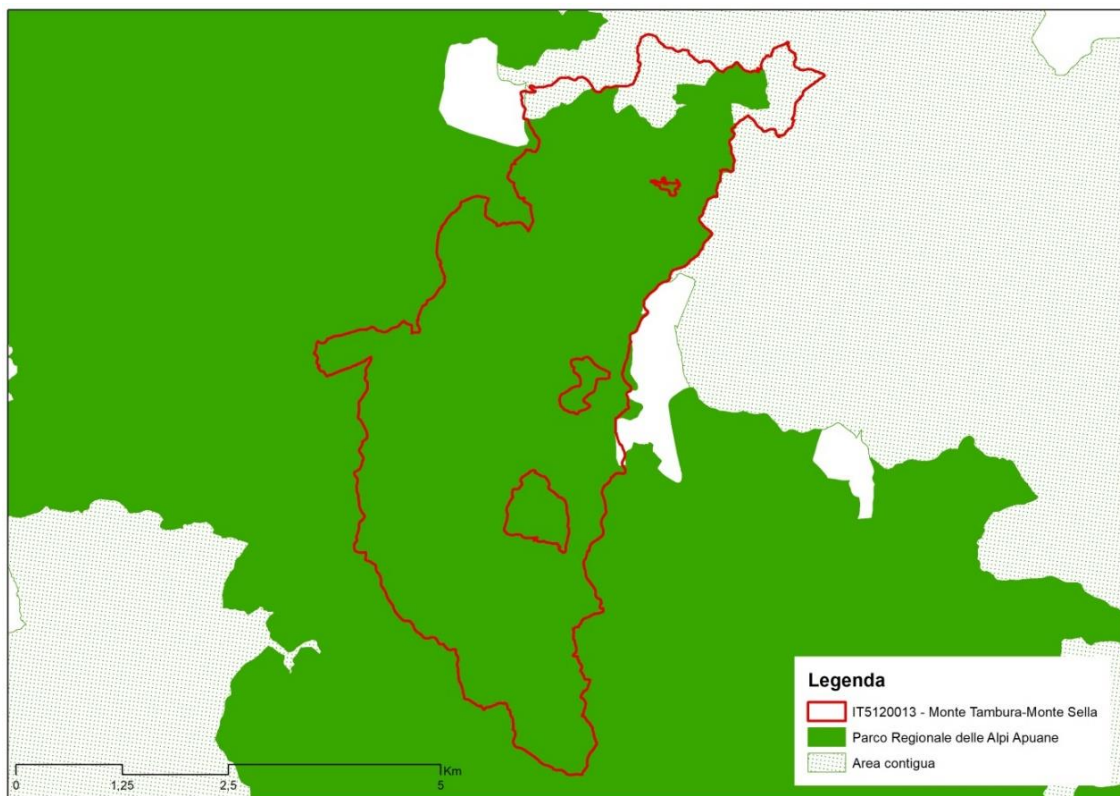 Legenda
IT5120013 - Monte Tambura-Monte Sella
Parco Regionale delle Alpi Apuane
Area contigua
Km
0 1,25 2,5 5